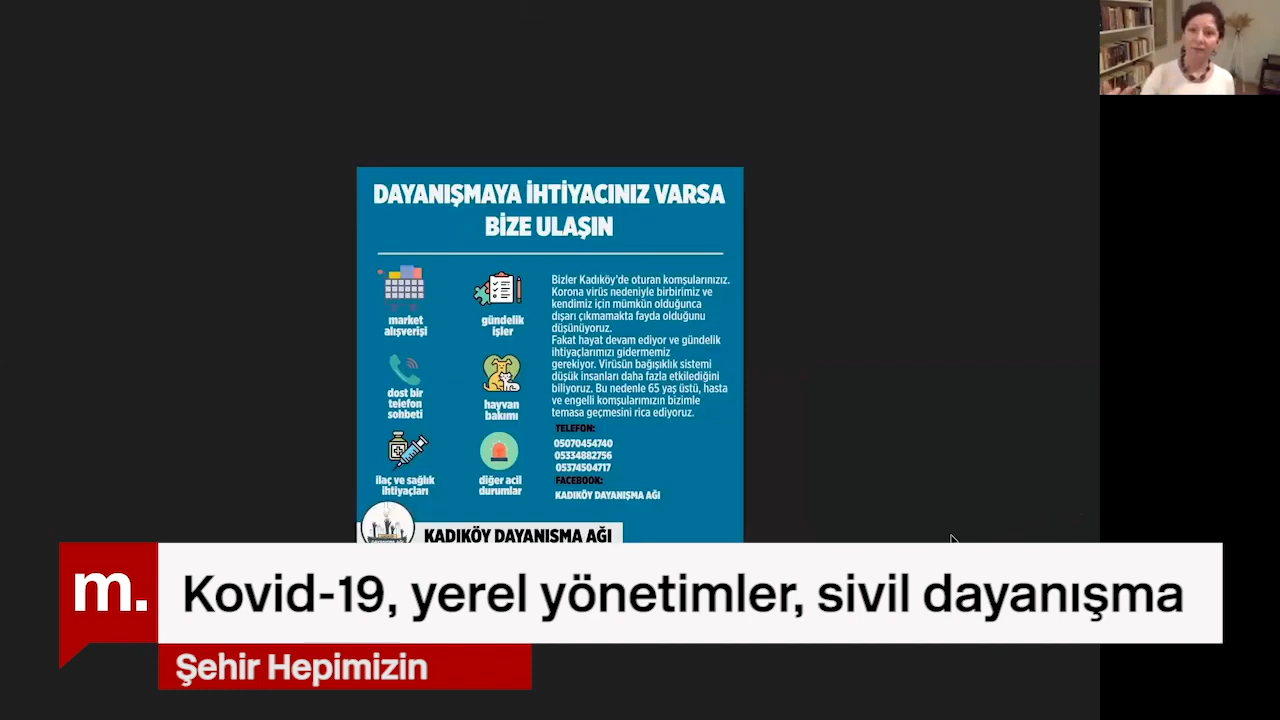 DAYANIŞMAYA İHTİYACINIZ VARSA
BİZE ULAŞIN
market
alışverişi
gündelik
işler
dost bir
telefon
sohbeti
hayvan
bakımı
ilaç ve sağlık
ihtiyaçları
diğer acil
durumlar
Bizler Kadıköy'de oturan komşularınızız.
Korona virüs nedeniyle birbirimiz ve
kendimiz için mümkün olduğunca
dışarı çıkmamakta fayda olduğunu
düşünüyoruz.
Fakat hayat devam ediyor ve gündelik
ihtiyaçlarımızı gidermemiz
gerekiyor. Virüsün bağışıklık sistemi
düşük insanları daha fazla etkilediğini
biliyoruz. Bu nedenle 65 yaş üstü, hasta
ve engelli komşularımızın bizimle
temasa geçmesini rica ediyoruz.
TELEFON:
05070454740
05334882756
05374504717
FACEBOOK:
KADIKÖY DAYANIŞMA AĞI
KADIKÖY DAYANIŞMA AĞI
m.
Kovid-19, yerel yönetimler, sivil dayanışma
Şehir Hepimizin